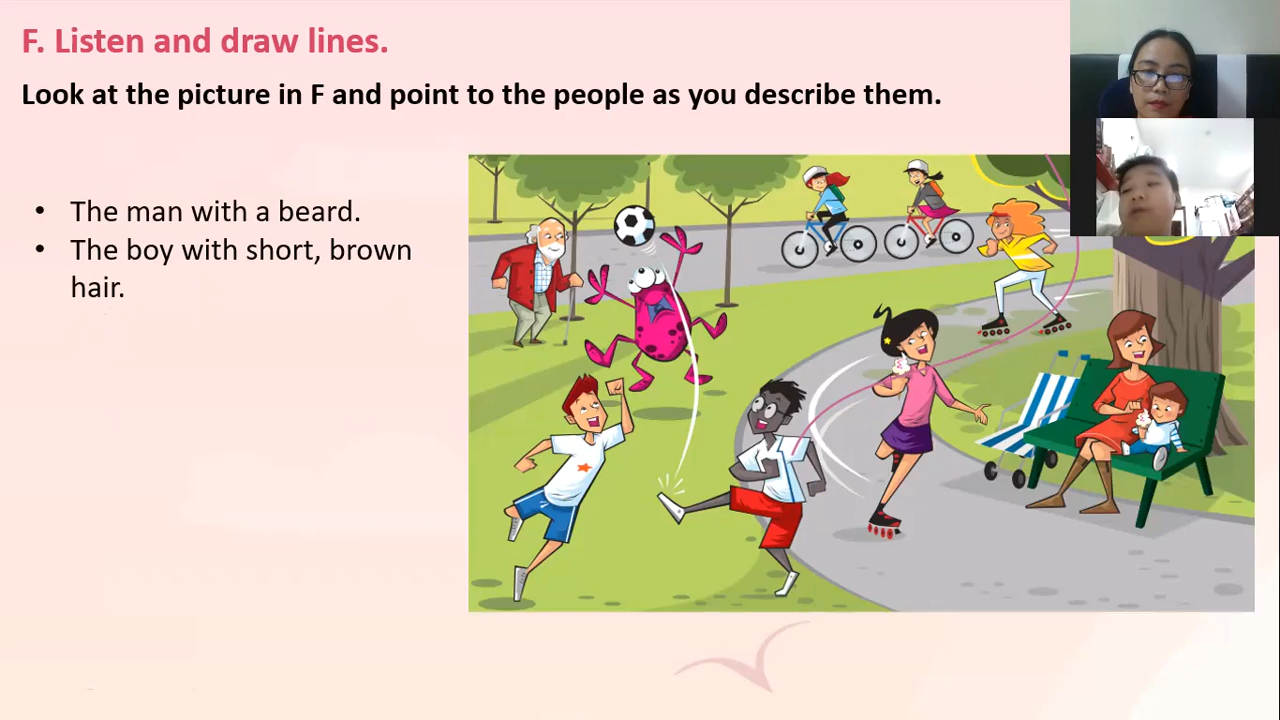 F. Listen and draw lines.
Look at the picture in F and point to the people as you describe them.
• The man with a beard.
• The boy with short, brown
hair.